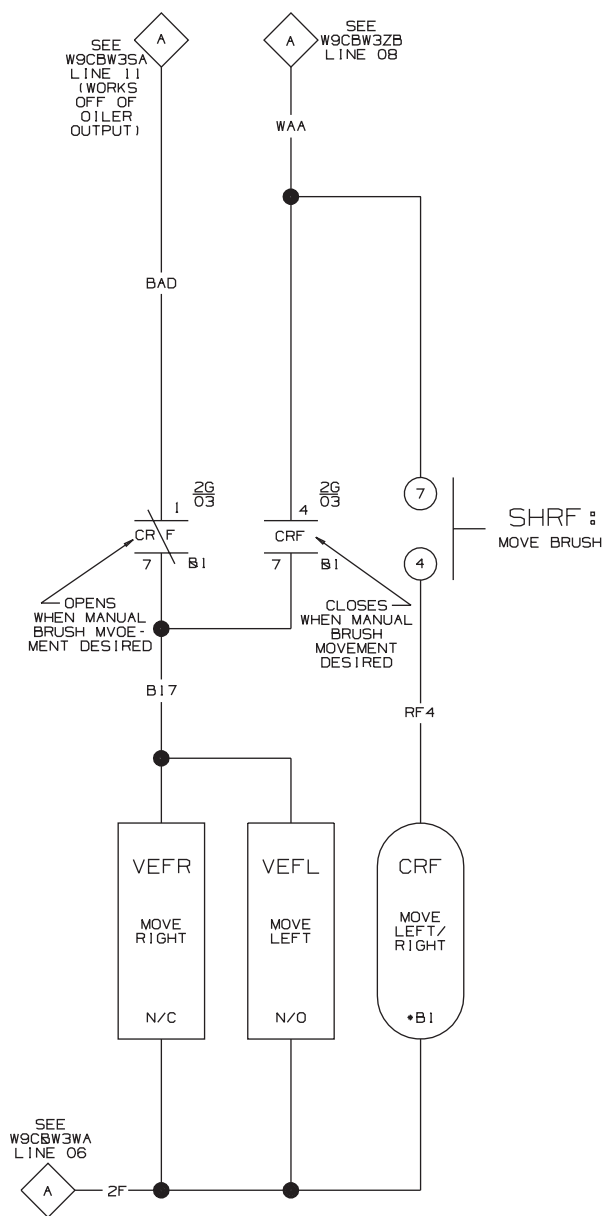 A
SEE
W9CBW3SA
LINE 11
(WORKS
OFF OF
OILER
OUTPUT)
A
SEE
W9CBW3ZB
LINE 08
WAA
BAD
1
2G
03
CRF
7
B1
4
2G
03
CRF
7
B1
7
4
SHRF:
MOVE BRUSH
OPENS
WHEN MANUAL
BRUSH MVOE-
MENT DESIRED
CLOSES
WHEN MANUAL
BRUSH
MOVEMENT
DESIRED
B17
RF4
VEFR
MOVE
RIGHT
N/C
VEFL
MOVE
LEFT
N/O
CRF
MOVE
LEFT/
RIGHT
*B1
SEE
W9CBW3WA
LINE 06
A
2F